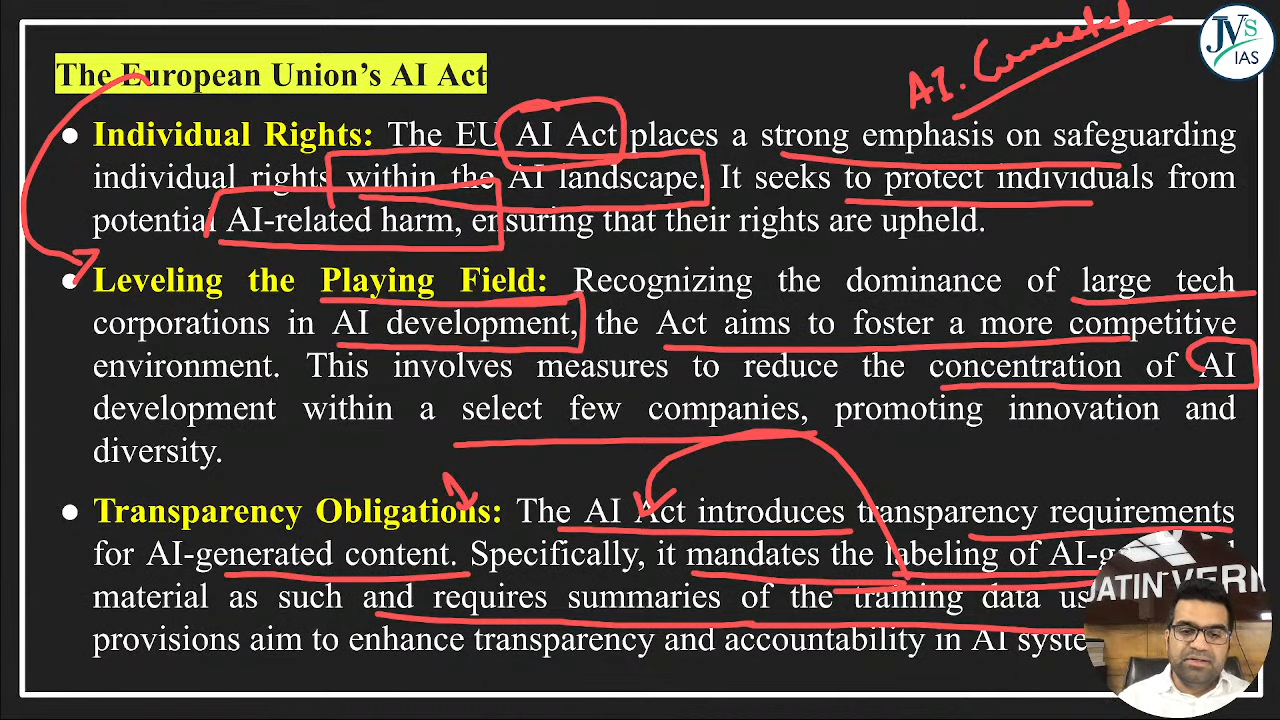 The European Union's AI Act
AI. Generated
JVS
IAS
● Individual Rights: The EU AI Act places a strong emphasis on safeguarding
individual rights within the AI landscape. It seeks to protect individuals from
potential AI-related harm, ensuring that their rights are upheld.
● Leveling the Playing Field: Recognizing the dominance of large tech
corporations in AI development, the Act aims to foster a more competitive
environment. This involves measures to reduce the concentration of AI
development within a select few companies, promoting innovation and
diversity.
● Transparency Obligations: The AI Act introduces transparency requirements
for AI-generated content. Specifically, it mandates the labeling of AI-g
material as such and requires summaries of the training data us
provisions aim to enhance transparency and accountability in AI syste
JATIN VERM